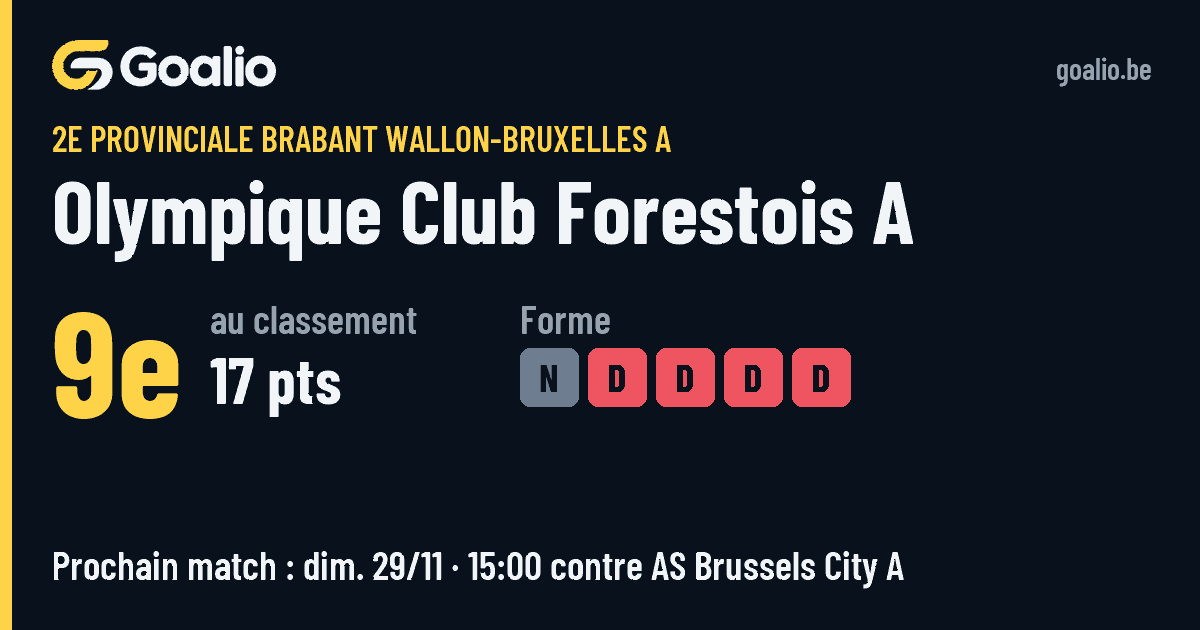 Goalio
goalio.be
2E PROVINCIALE BRABANT WALLON-BRUXELLES A
Olympique Club Forestois A
9e
au classement
17 pts
Forme
N D D D D
Prochain match : dim. 29/11 · 15:00 contre AS Brussels City A